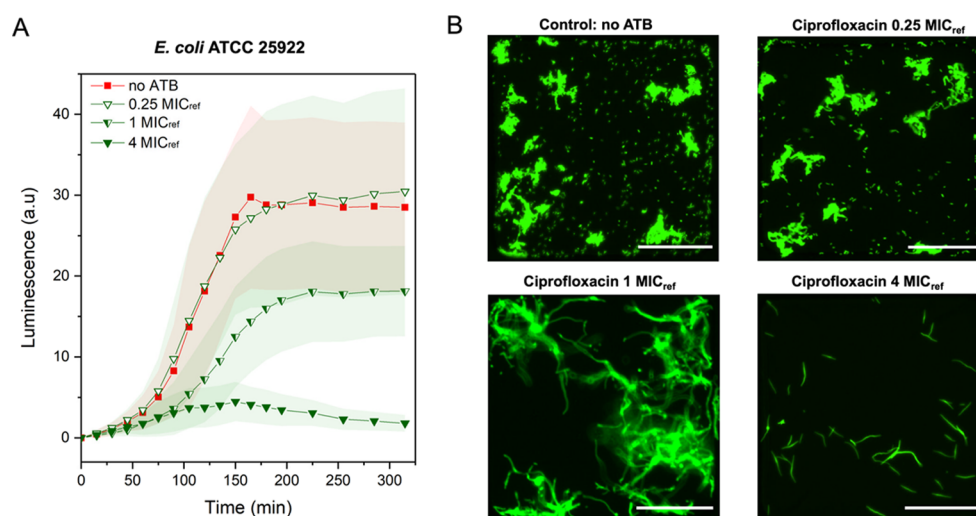 A
E. coli ATCC 25922
no ATB
0.25 MICref
1 MICref
4 MICref
40
30
20
10
0
Luminescence (a.u)
0 50 100 150 200 250 300
Time (min)
B
Control: no ATB
Ciprofloxacin 0.25 MICref
Ciprofloxacin 1 MICref
Ciprofloxacin 4 MICref